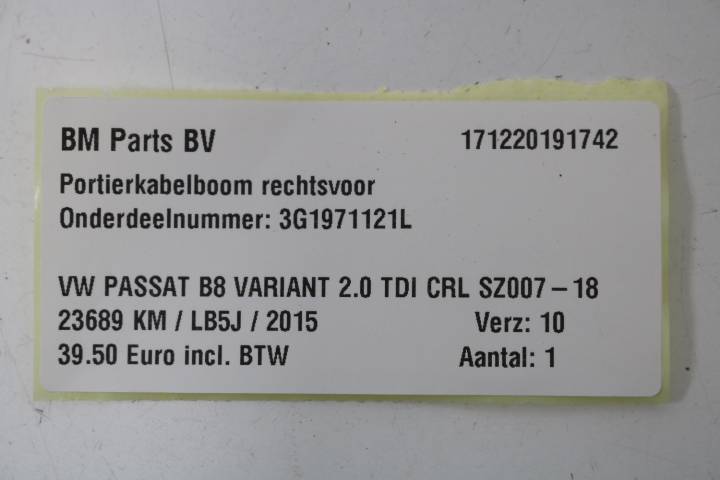 BM Parts BV 171220191742
Portierkabelboom rechtsvoor
Onderdeelnummer: 3G1971121L
VW PASSAT B8 VARIANT 2.0 TDI CRL SZ007-18
23689 KM / LB5J / 2015 Verz: 10
39.50 Euro incl. BTW Aantal: 1